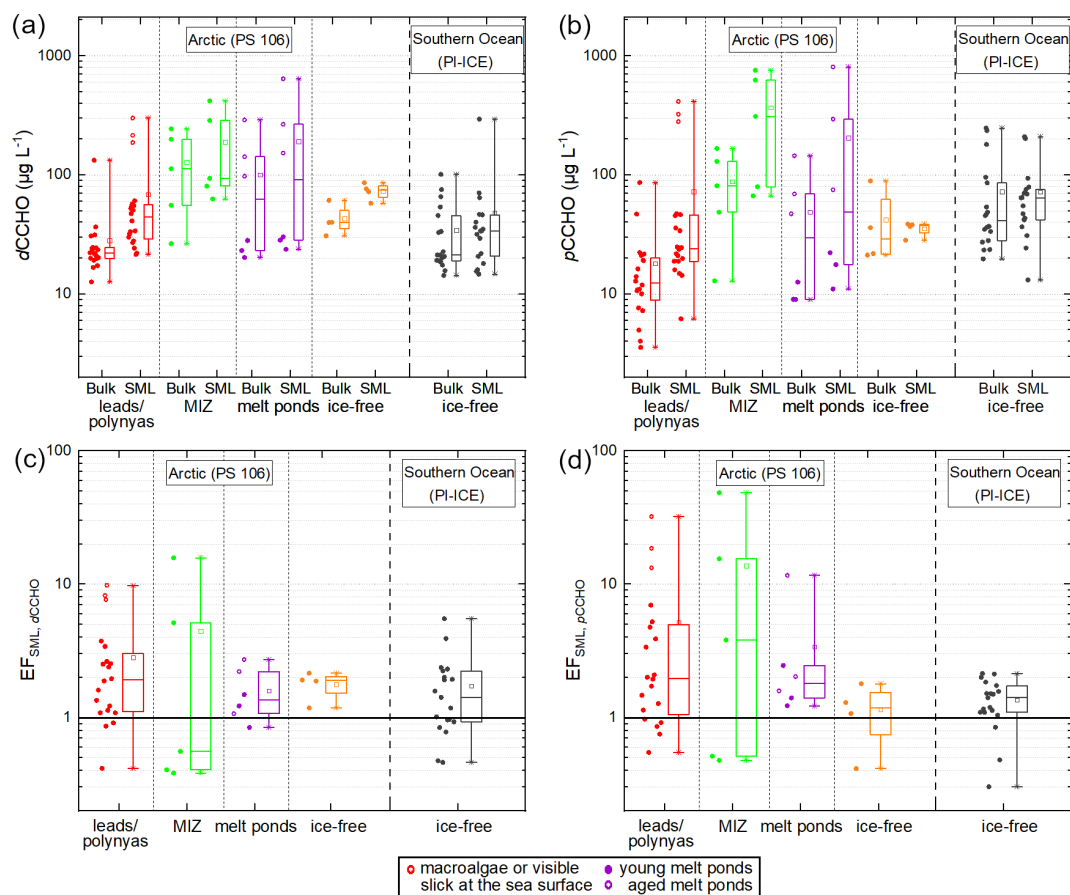 (a)
Arctic (PS 106)
Southern Ocean
(PI-ICE)
dCCHO (µg L⁻¹)
1000
100
10
Bulk SML Bulk SML Bulk SML Bulk SML Bulk SML
leads/
polynyas
MIZ melt ponds ice-free ice-free
(b)
Arctic (PS 106)
Southern Ocean
(PI-ICE)
pCCHO (µg L⁻¹)
1000
100
10
Bulk SML Bulk SML Bulk SML Bulk SML Bulk SML
leads/
polynyas
MIZ melt ponds ice-free ice-free
(c)
Arctic (PS 106)
Southern Ocean
(PI-ICE)
EF SML, dCCHO
100
10
1
leads/
polynyas
MIZ melt ponds ice-free ice-free
(d)
Arctic (PS 106)
Southern Ocean
(PI-ICE)
EF SML, pCCHO
100
10
1
leads/
polynyas
MIZ melt ponds ice-free ice-free
macroalgae or visible
slick at the sea surface
young melt ponds
aged melt ponds